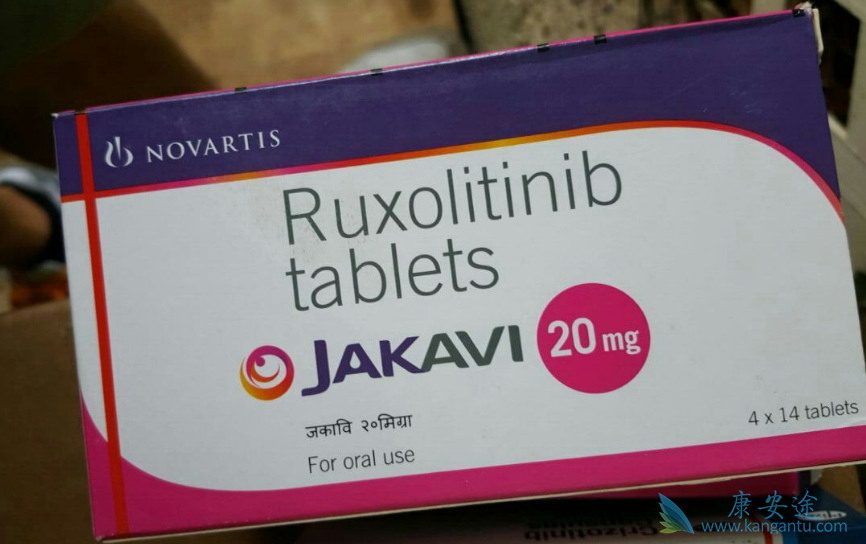 NOVARTIS
Ruxolitinib
tablets
JAKAVI 20 mg
जकावि २०मिग्रा
4 x 14 tablets
For oral use
康安途
www.kangantu.com
Crizotinib